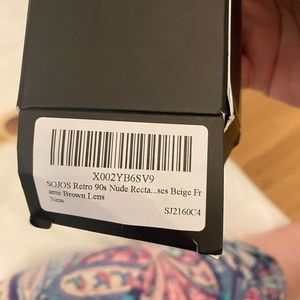 X002YB6SV9
SOJOS Retro 90s Nude Recta...ses Beige Fr
ame Brown Lens
New
SJ2160C4